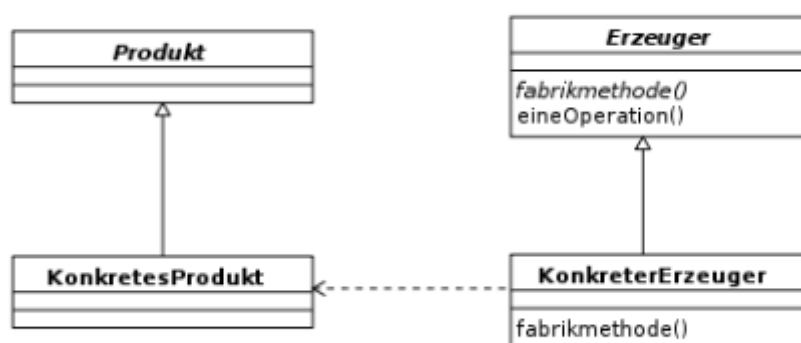 Produkt
Erzeuger
fabrikmethode()
eineOperation()
KonkretesProdukt
KonkreterErzeuger
fabrikmethode()